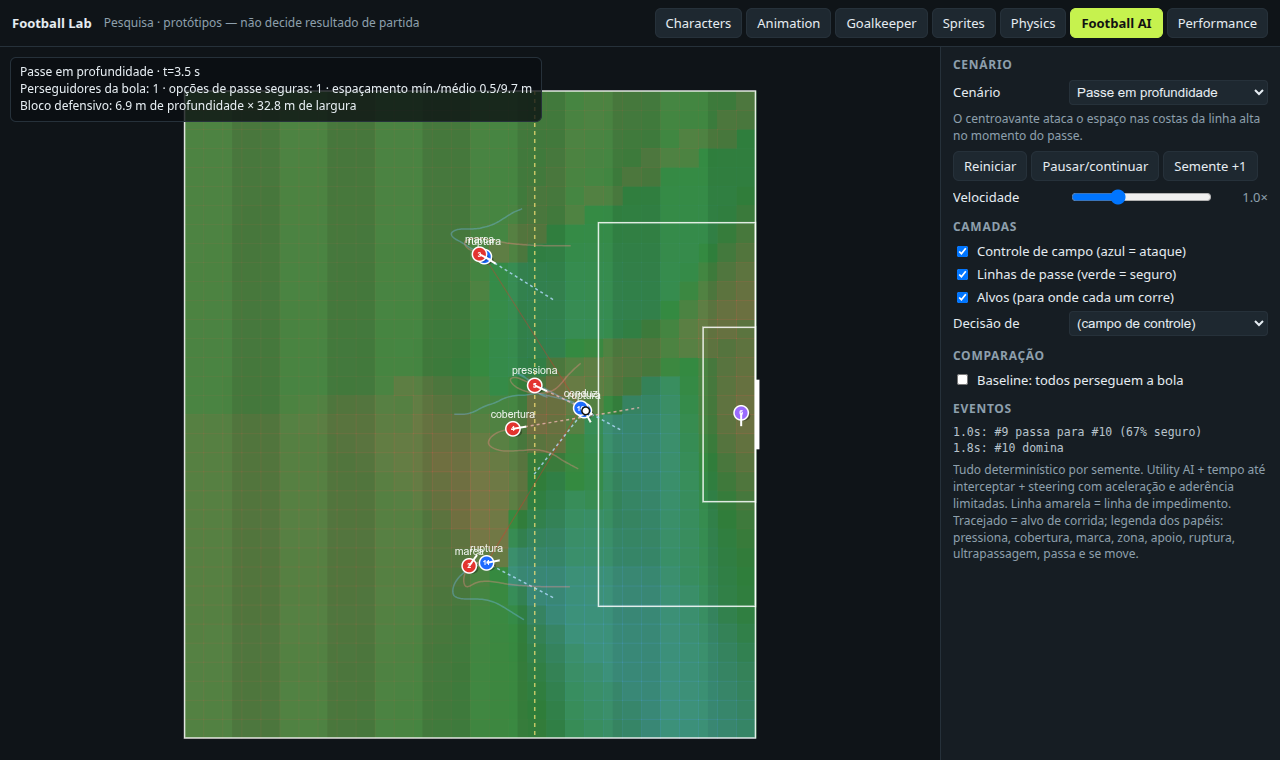 Football Lab
Pesquisa · protótipos — não decide resultado de partida
Characters
Animation
Goalkeeper
Sprites
Physics
Football AI
Performance
Passe em profundidade · t=3.5 s
Perseguidores da bola: 1 · opções de passe seguras: 1 · espaçamento mín./médio 0.5/9.7 m
Bloco defensivo: 6.9 m de profundidade × 32.8 m de largura
marca
ruptura
pressiona
conduz
ruptura
cobertura
marca
ruptura
CENÁRIO
Cenário
Passe em profundidade
O centroavante ataca o espaço nas costas da linha alta
no momento do passe.
Reiniciar
Pausar/continuar
Semente +1
Velocidade
1.0×
CAMADAS
Controle de campo (azul = ataque)
Linhas de passe (verde = seguro)
Alvos (para onde cada um corre)
Decisão de
(campo de controle)
COMPARAÇÃO
Baseline: todos perseguem a bola
EVENTOS
1.0s: #9 passa para #10 (67% seguro)
1.8s: #10 domina
Tudo determinístico por semente. Utility AI + tempo até
interceptar + steering com aceleração e aderência
limitadas. Linha amarela = linha de impedimento.
Tracejado = alvo de corrida; legenda dos papéis:
pressiona, cobertura, marca, zona, apoio, ruptura,
ultrapassagem, passa e se move.